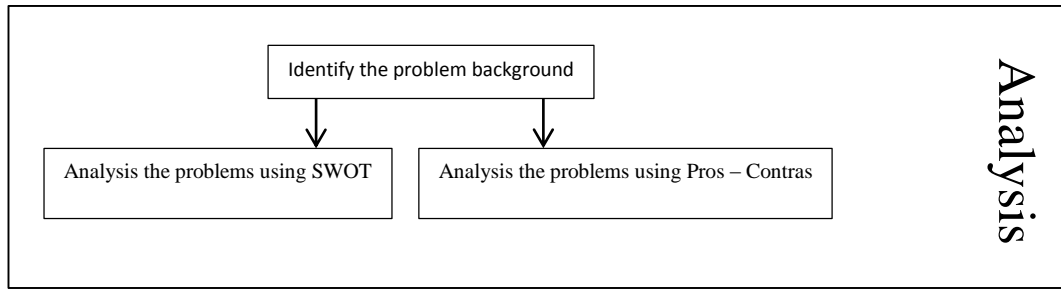 Identify the problem background
Analysis the problems using SWOT
Analysis the problems using Pros – Contras
Analysis